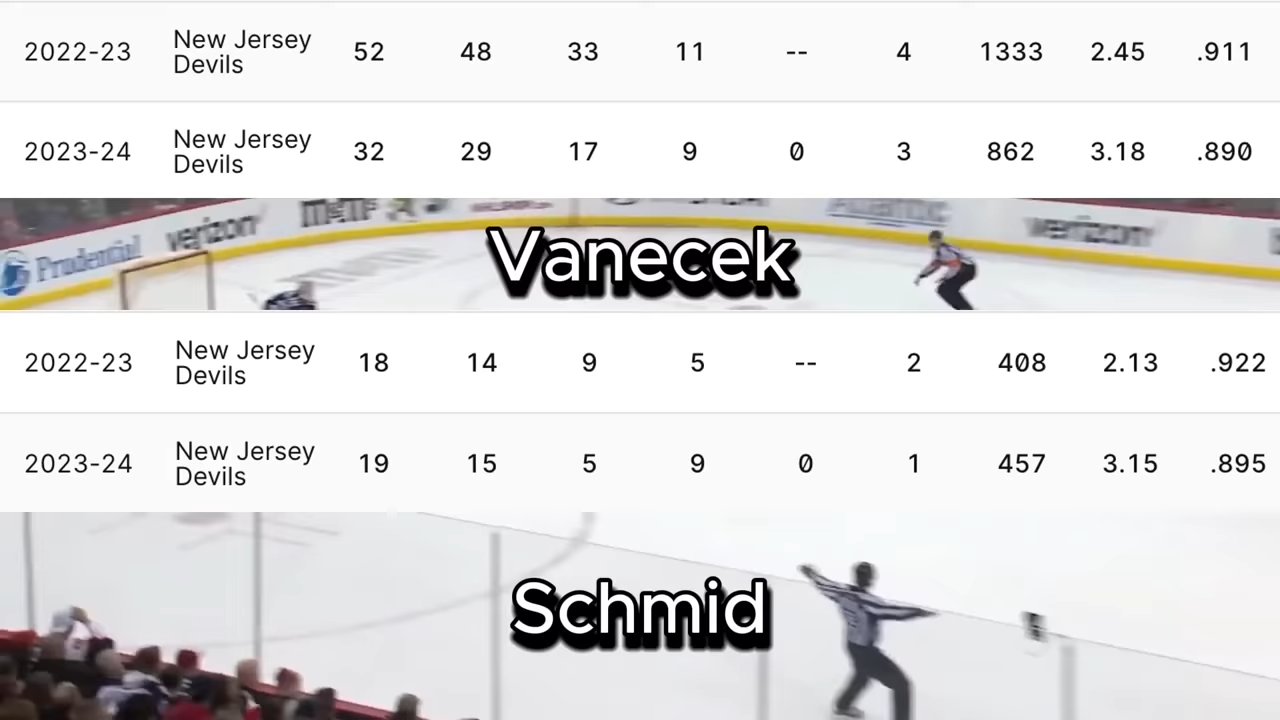 2022-23 New Jersey Devils 52 48 33 11 -- 4 1333 2.45 .911
2023-24 New Jersey Devils 32 29 17 9 0 3 862 3.18 .890
Prudential verizon verizon
Vanecek
2022-23 New Jersey Devils 18 14 9 5 -- 2 408 2.13 .922
2023-24 New Jersey Devils 19 15 5 9 0 1 457 3.15 .895
Schmid